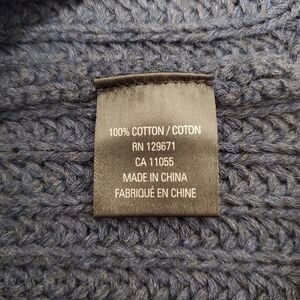 100% COTTON / COTON
RN 129671
CA 11055
MADE IN CHINA
FABRIQUÉ EN CHINE